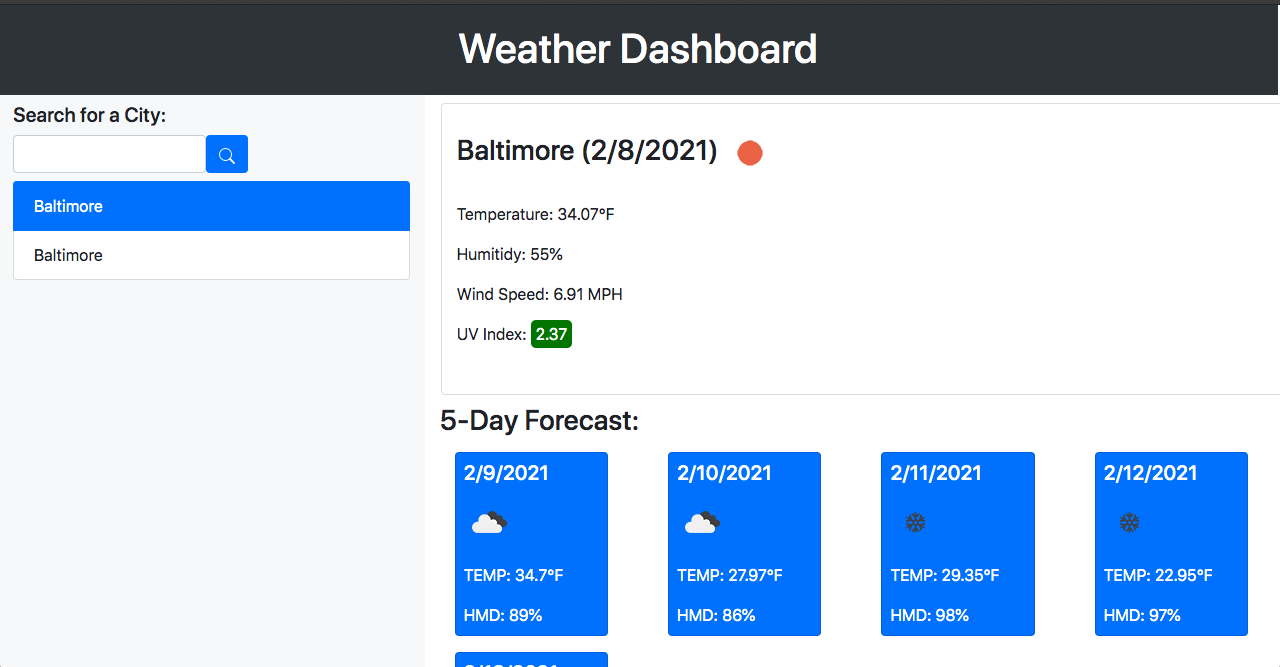 Weather Dashboard
Search for a City:
Baltimore
Baltimore
Baltimore (2/8/2021)
Temperature: 34.07°F
Humitidy: 55%
Wind Speed: 6.91 MPH
UV Index: 2.37
5-Day Forecast:
2/9/2021
TEMP: 34.7°F
HMD: 89%
2/10/2021
TEMP: 27.97°F
HMD: 86%
2/11/2021
TEMP: 29.35°F
HMD: 98%
2/12/2021
TEMP: 22.95°F
HMD: 97%